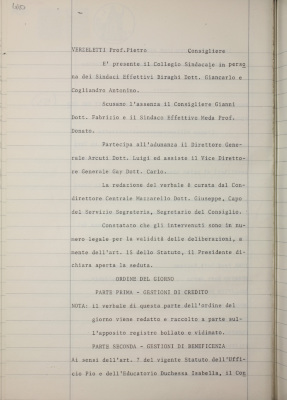 160
VERCELOTTI Prof.Pietro Consigliere
E' presente il Collegio Sindacale in perso
na dei Sindaci Effettivi Biraghi Dott. Giancarlo e
Cogliandro Antonino.
Scusano l'assenza il Consigliere Gianni
Dott. Fabrizio e il Sindaco Effettivo Meda Prof.
Donato.
Partecipa all'adunanza il Direttore Gene-
rale Arcuti Dott. Luigi ed assiste il Vice Diretto-
re Generale Gay Dott. Carlo.
La redazione del verbale è curata dal Con-
direttore Centrale Mazzarello Dott. Giuseppe, Capo
del Servizio Segreteria, Segretario del Consiglio.
Constatato che gli intervenuti sono in nu-
mero legale per la validità delle deliberazioni, a
mente dell'art. 15 dello Statuto, il Presidente di-
chiara aperta la seduta.
ORDINE DEL GIORNO
PARTE PRIMA - GESTIONI DI CREDITO
NOTA: il verbale di questa parte dell'ordine del
giorno viene redatto e raccolto a parte sul-
l'apposito registro bollato e vidimato.
PARTE SECONDA - GESTIONI DI BENEFICENZA
Ai sensi dell'art. 7 del vigente Statuto dell'Uffi-
cio Pio e dell'Educatorio Duchessa Isabella, il Con